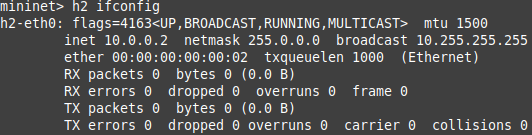 mininet> h2 ifconfig
h2-eth0: flags=4163<UP,BROADCAST,RUNNING,MULTICAST>  mtu 1500
        inet 10.0.0.2  netmask 255.0.0.0  broadcast 10.255.255.255
        ether 00:00:00:00:00:02  txqueuelen 1000  (Ethernet)
        RX packets 0  bytes 0 (0.0 B)
        RX errors 0  dropped 0  overruns 0  frame 0
        TX packets 0  bytes 0 (0.0 B)
        TX errors 0  dropped 0 overruns 0  carrier 0  collisions 0